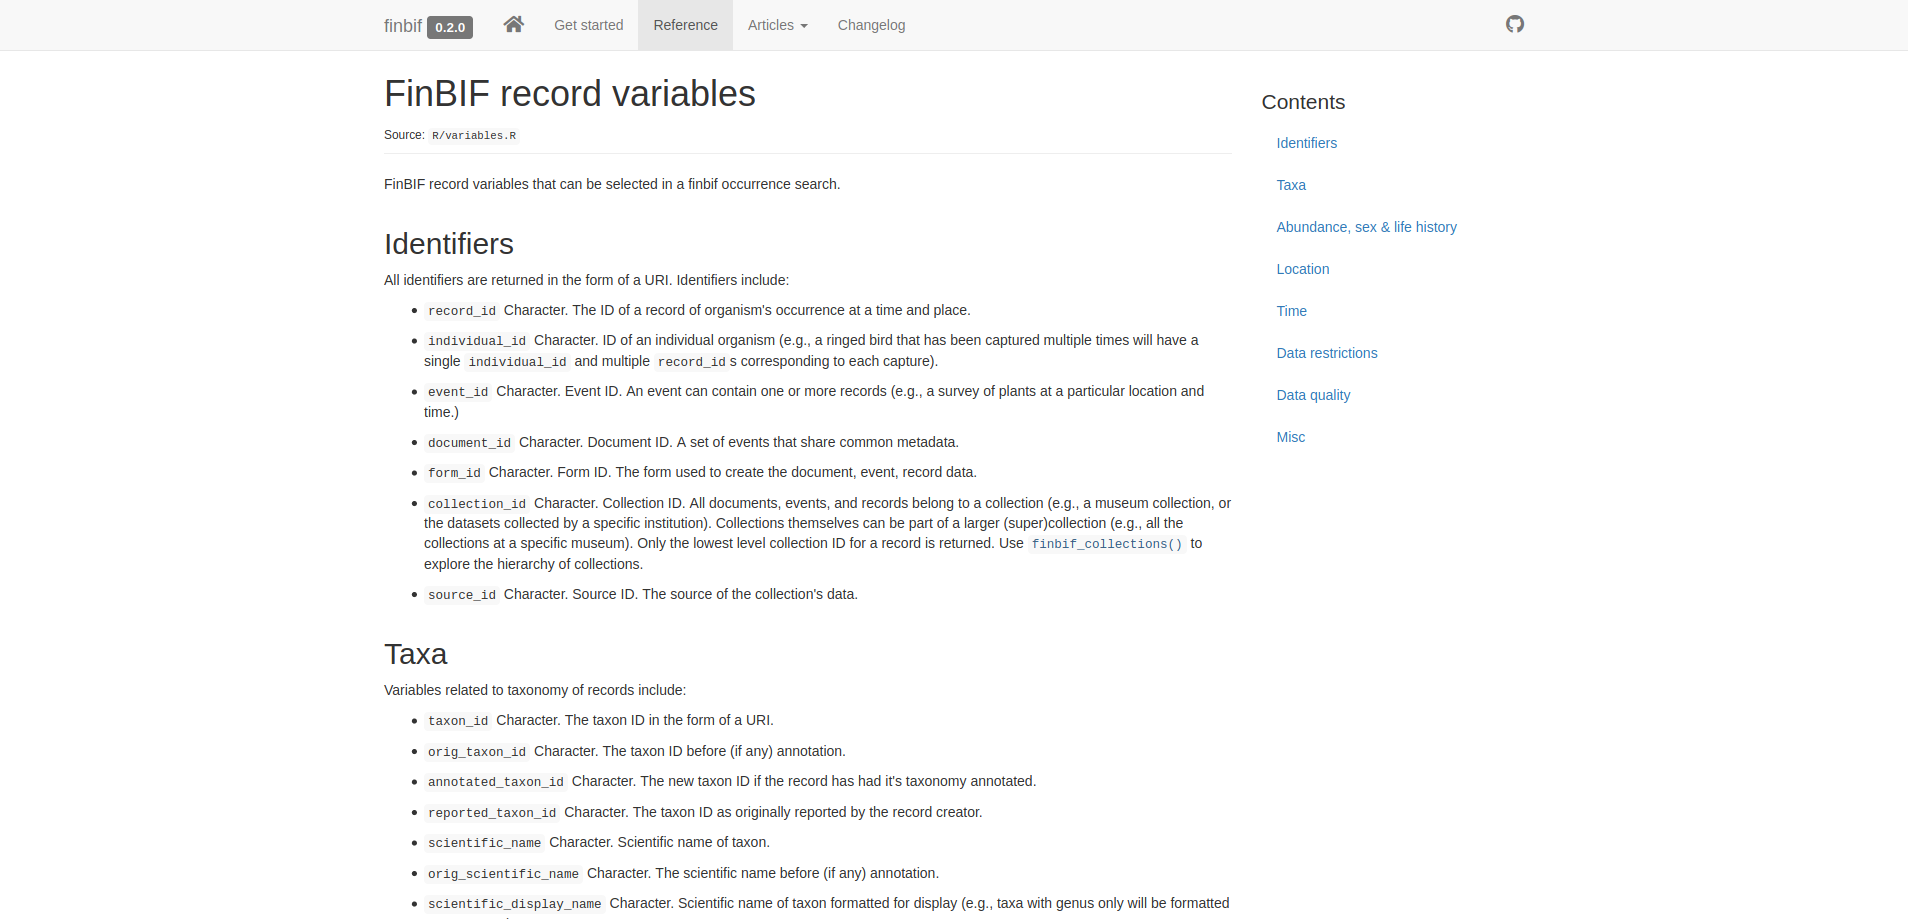 finbif 0.2.0 Get started Reference Articles Changelog
FinBIF record variables
Source: R/variables.R
FinBIF record variables that can be selected in a finbif occurrence search.
Identifiers
All identifiers are returned in the form of a URI. Identifiers include:
record_id Character. The ID of a record of organism's occurrence at a time and place.
individual_id Character. ID of an individual organism (e.g., a ringed bird that has been captured multiple times will have a
single individual_id and multiple record_id s corresponding to each capture).
event_id Character. Event ID. An event can contain one or more records (e.g., a survey of plants at a particular location and
time.)
document_id Character. Document ID. A set of events that share common metadata.
form_id Character. Form ID. The form used to create the document, event, record data.
collection_id Character. Collection ID. All documents, events, and records belong to a collection (e.g., a museum collection, or
the datasets collected by a specific institution). Collections themselves can be part of a larger (super)collection (e.g., all the
collections at a specific museum). Only the lowest level collection ID for a record is returned. Use finbif_collections() to
explore the hierarchy of collections.
source_id Character. Source ID. The source of the collection's data.
Taxa
Variables related to taxonomy of records include:
taxon_id Character. The taxon ID in the form of a URI.
orig_taxon_id Character. The taxon ID before (if any) annotation.
annotated_taxon_id Character. The new taxon ID if the record has had it's taxonomy annotated.
reported_taxon_id Character. The taxon ID as originally reported by the record creator.
scientific_name Character. Scientific name of taxon.
orig_scientific_name Character. The scientific name before (if any) annotation.
scientific_display_name Character. Scientific name of taxon formatted for display (e.g., taxa with genus only will be formatted
Contents
Identifiers
Taxa
Abundance, sex & life history
Location
Time
Data restrictions
Data quality
Misc